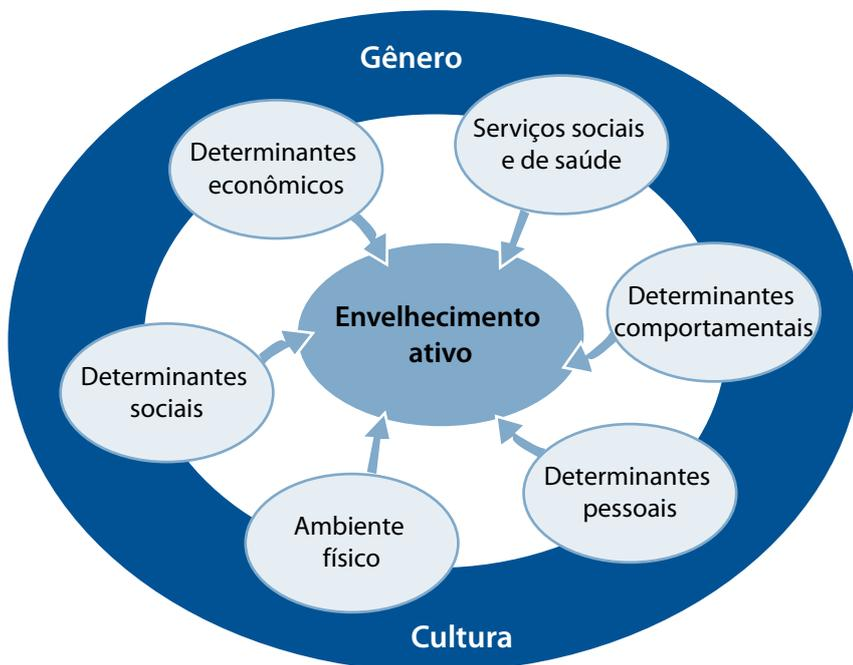 Gênero
Serviços sociais
e de saúde
Determinantes
econômicos
Determinantes
comportamentais
Envelhecimento
ativo
Determinantes
sociais
Determinantes
pessoais
Ambiente
físico
Cultura